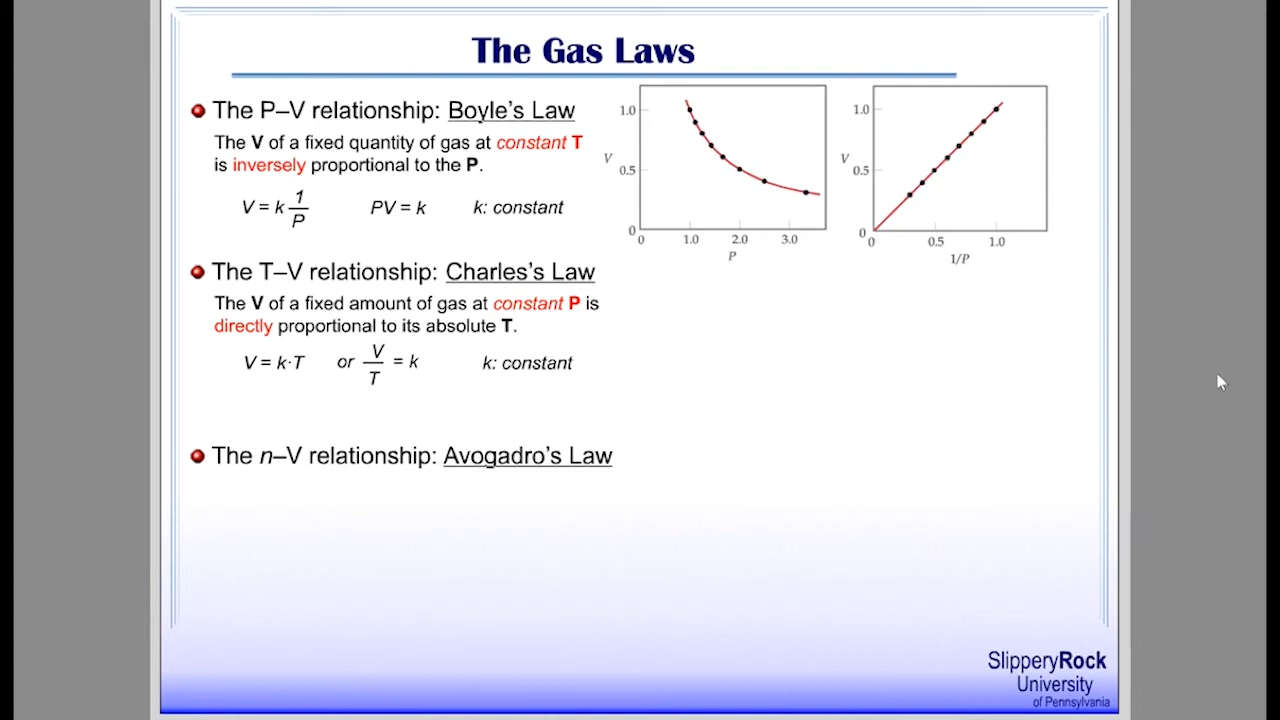 The Gas Laws
The P–V relationship: Boyle's Law
The V of a fixed quantity of gas at constant T
is inversely proportional to the P.
V = k 1/P PV = k k: constant
1.0
V
0.5
0
0 1.0 2.0 3.0
P
1.0
V
0.5
0
0 0.5 1.0
1/P
The T–V relationship: Charles's Law
The V of a fixed amount of gas at constant P is
directly proportional to its absolute T.
V = k·T or V/T = k k: constant
The n–V relationship: Avogadro's Law
SlipperyRock
University
of Pennsylvania